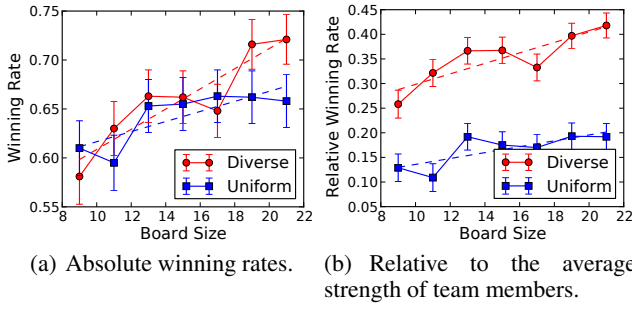 0.75
0.70
0.65
0.60
0.55
Winning Rate
8 10 12 14 16 18 20 22
Board Size
Diverse
Uniform
0.45
0.40
0.35
0.30
0.25
0.20
0.15
0.10
0.05
Relative Winning Rate
8 10 12 14 16 18 20 22
Board Size
Diverse
Uniform
(a) Absolute winning rates.
(b) Relative to the average
strength of team members.